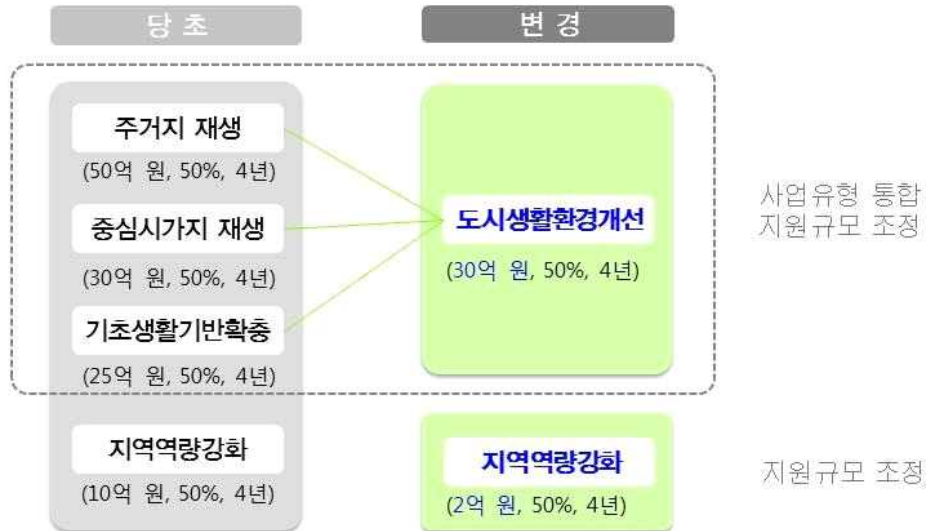 당 초
변 경
주거지 재생
(50억 원, 50%, 4년)
중심시가지 재생
(30억 원, 50%, 4년)
기초생활기반확충
(25억 원, 50%, 4년)
지역역량강화
(10억 원, 50%, 4년)
도시생활환경개선
(30억 원, 50%, 4년)
지역역량강화
(2억 원, 50%, 4년)
사업유형 통합
지원규모 조정
지원규모 조정